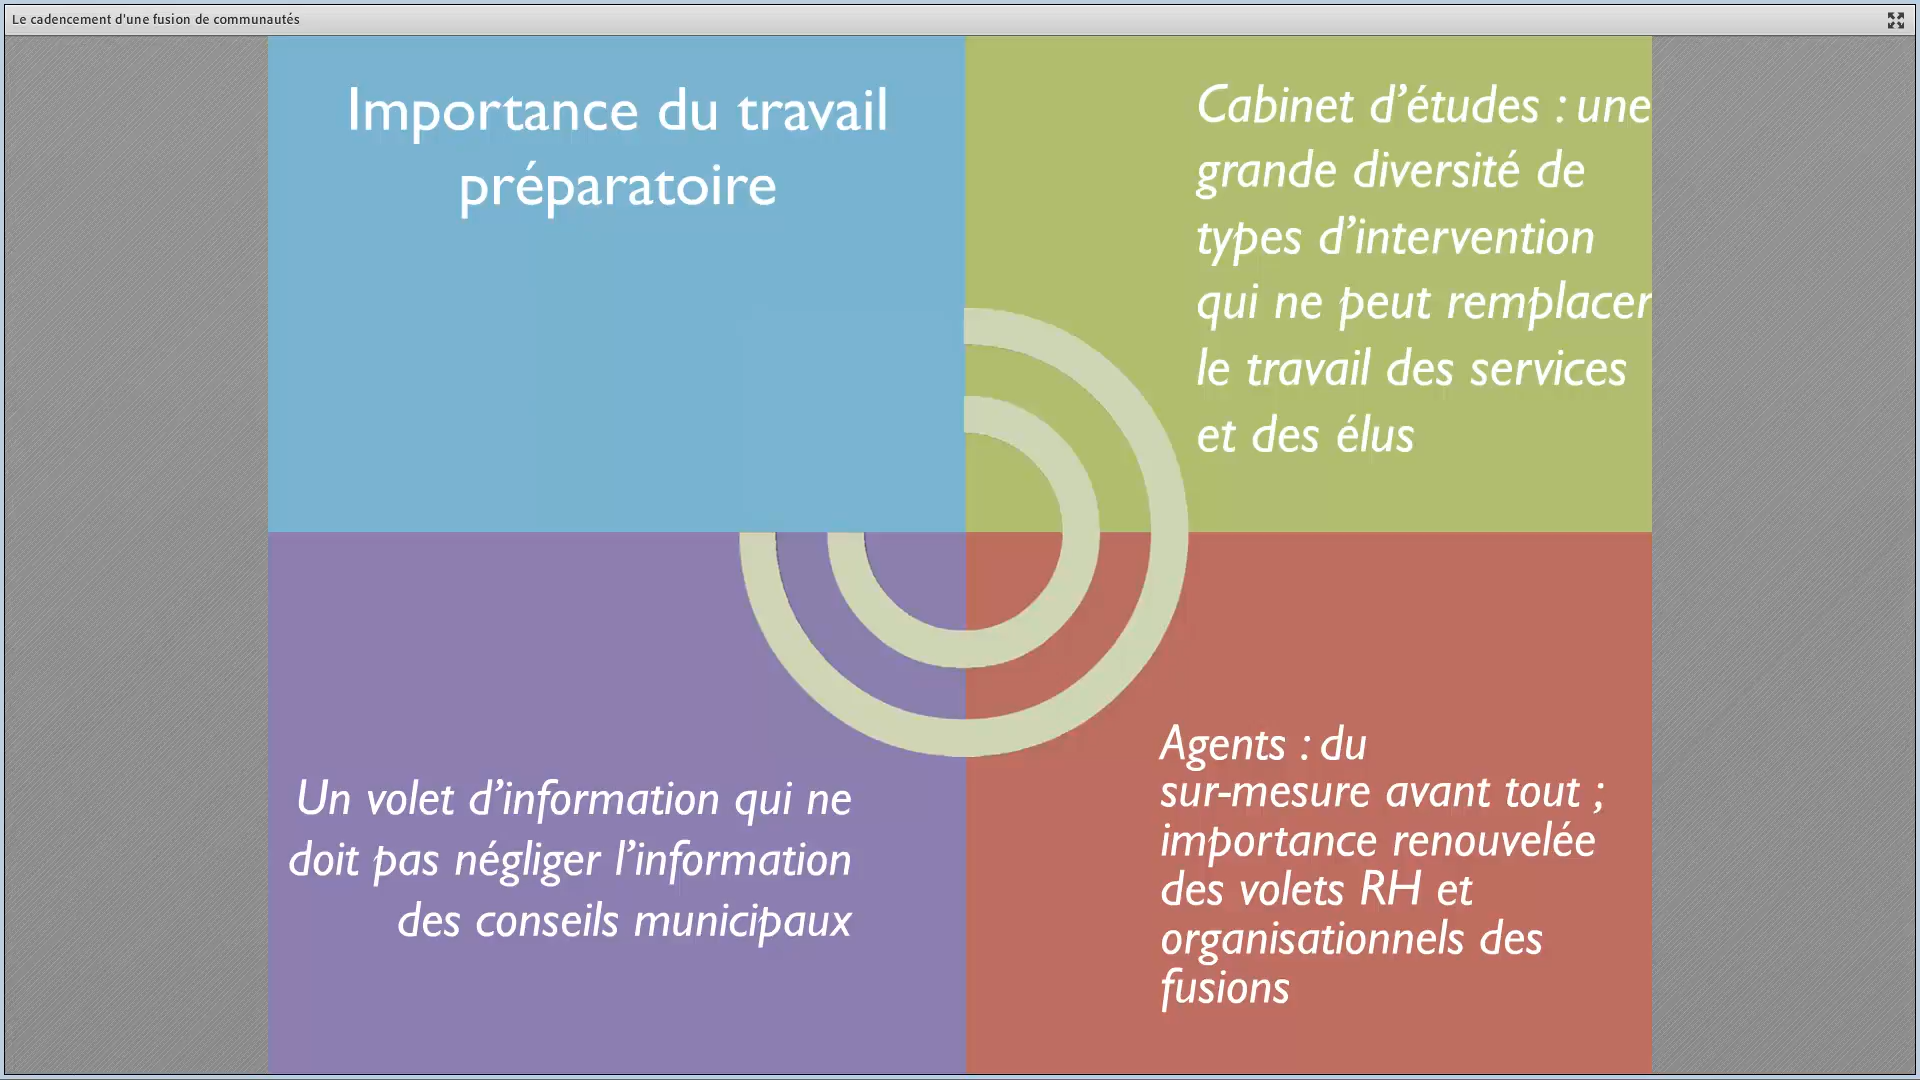 Le cadencement d'une fusion de communautés
Importance du travail
préparatoire
Cabinet d’études : une
grande diversité de
types d’intervention
qui ne peut remplacer
le travail des services
et des élus
Un volet d’information qui ne
doit pas négliger l’information
des conseils municipaux
Agents : du
sur-mesure avant tout ;
importance renouvelée
des volets RH et
organisationnels des
fusions